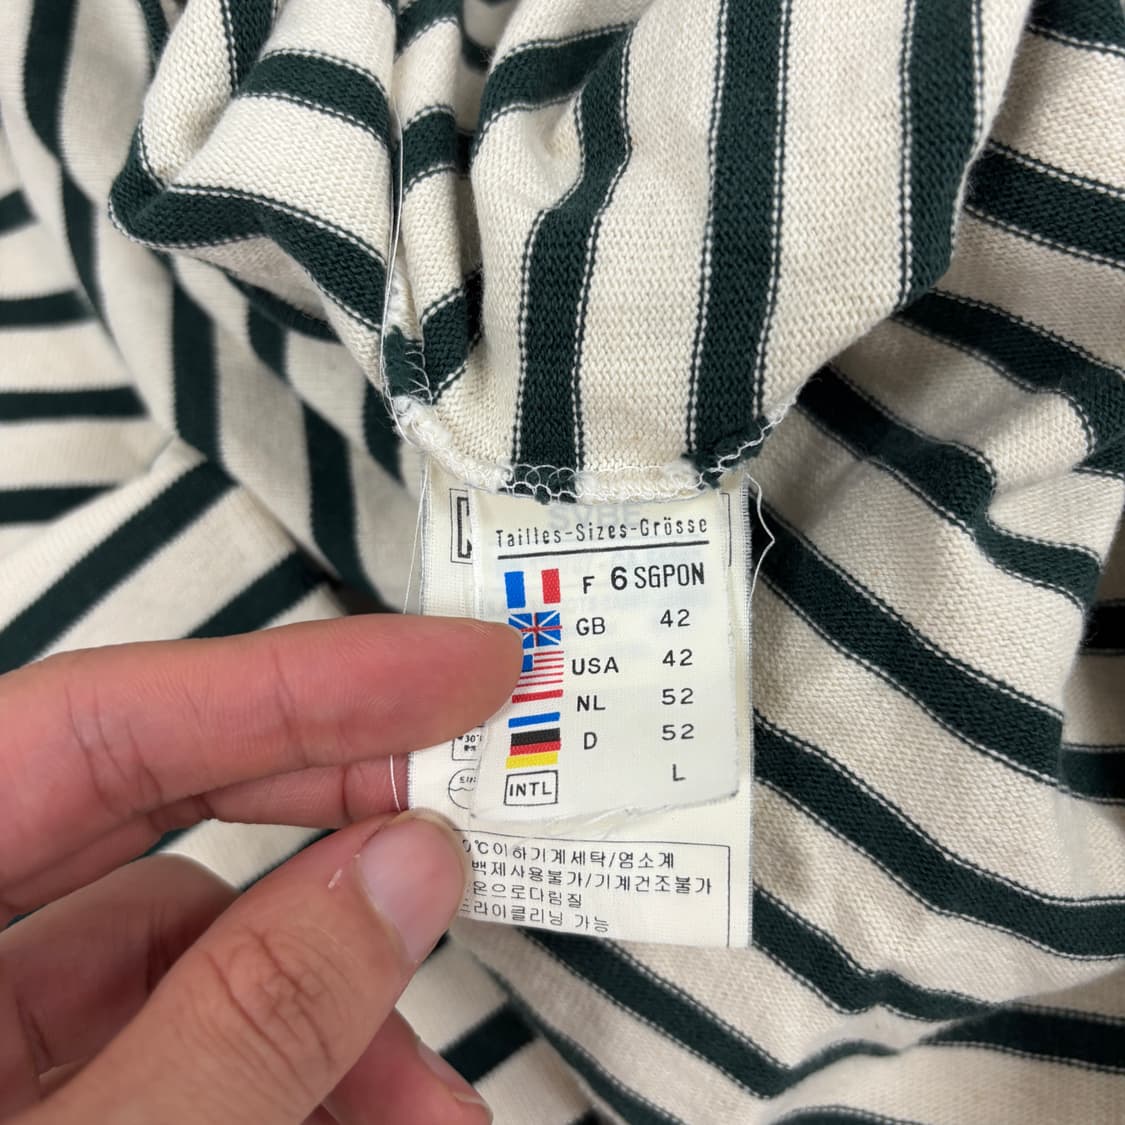 Tailles-Sizes-Grösse
F 6 SGPON
GB 42
USA 42
NL 52
D 52
INTL L
30°
0℃이하기계세탁/염소계
백제사용불가/기계건조불가
온으로다림질
드라이클리닝 가능